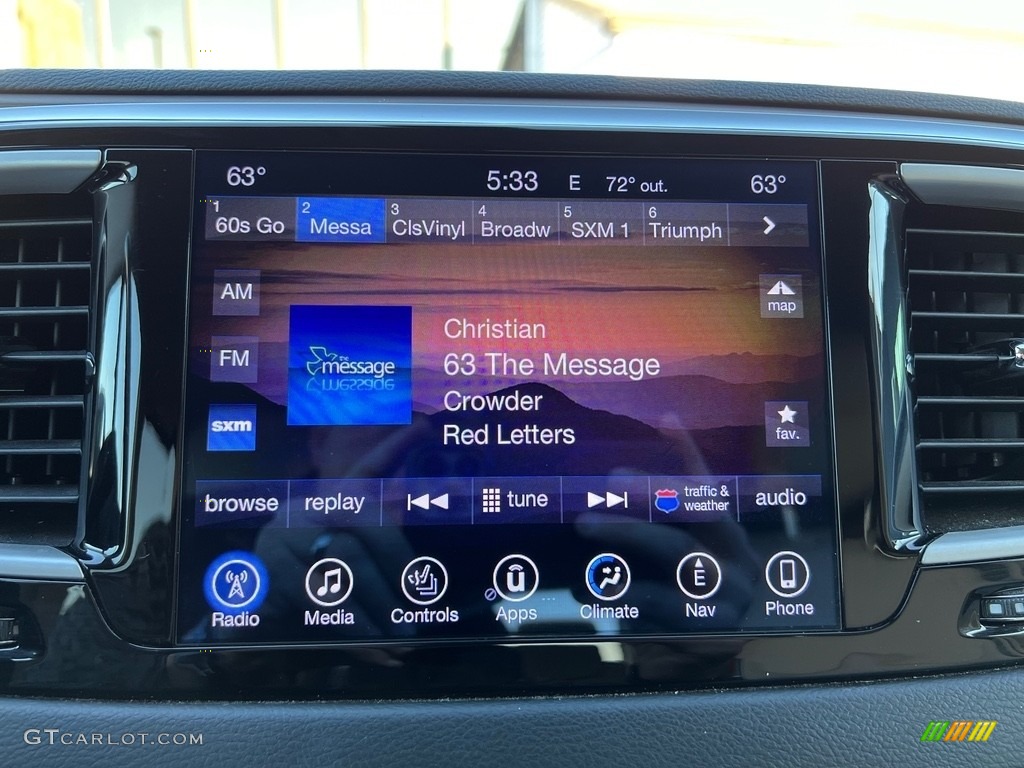 63° 5:33 E 72° out. 63°
1 60s Go 2 Messa 3 ClsVinyl 4 Broadw 5 SXM 1 6 Triumph >
AM
map
Christian
the message
63 The Message
FM
Crowder
sxm
fav.
Red Letters
browse replay tune traffic & weather audio
E
Radio Media Controls Apps Climate Nav Phone
GTCARLOT.COM